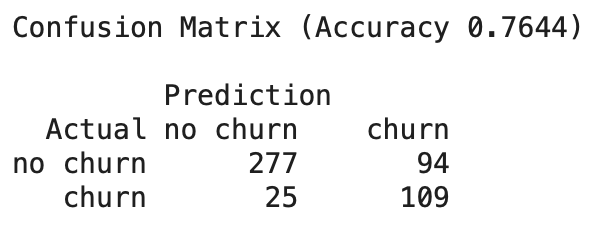 Confusion Matrix (Accuracy 0.7644)
Prediction
Actual no churn churn
no churn 277 94
churn 25 109